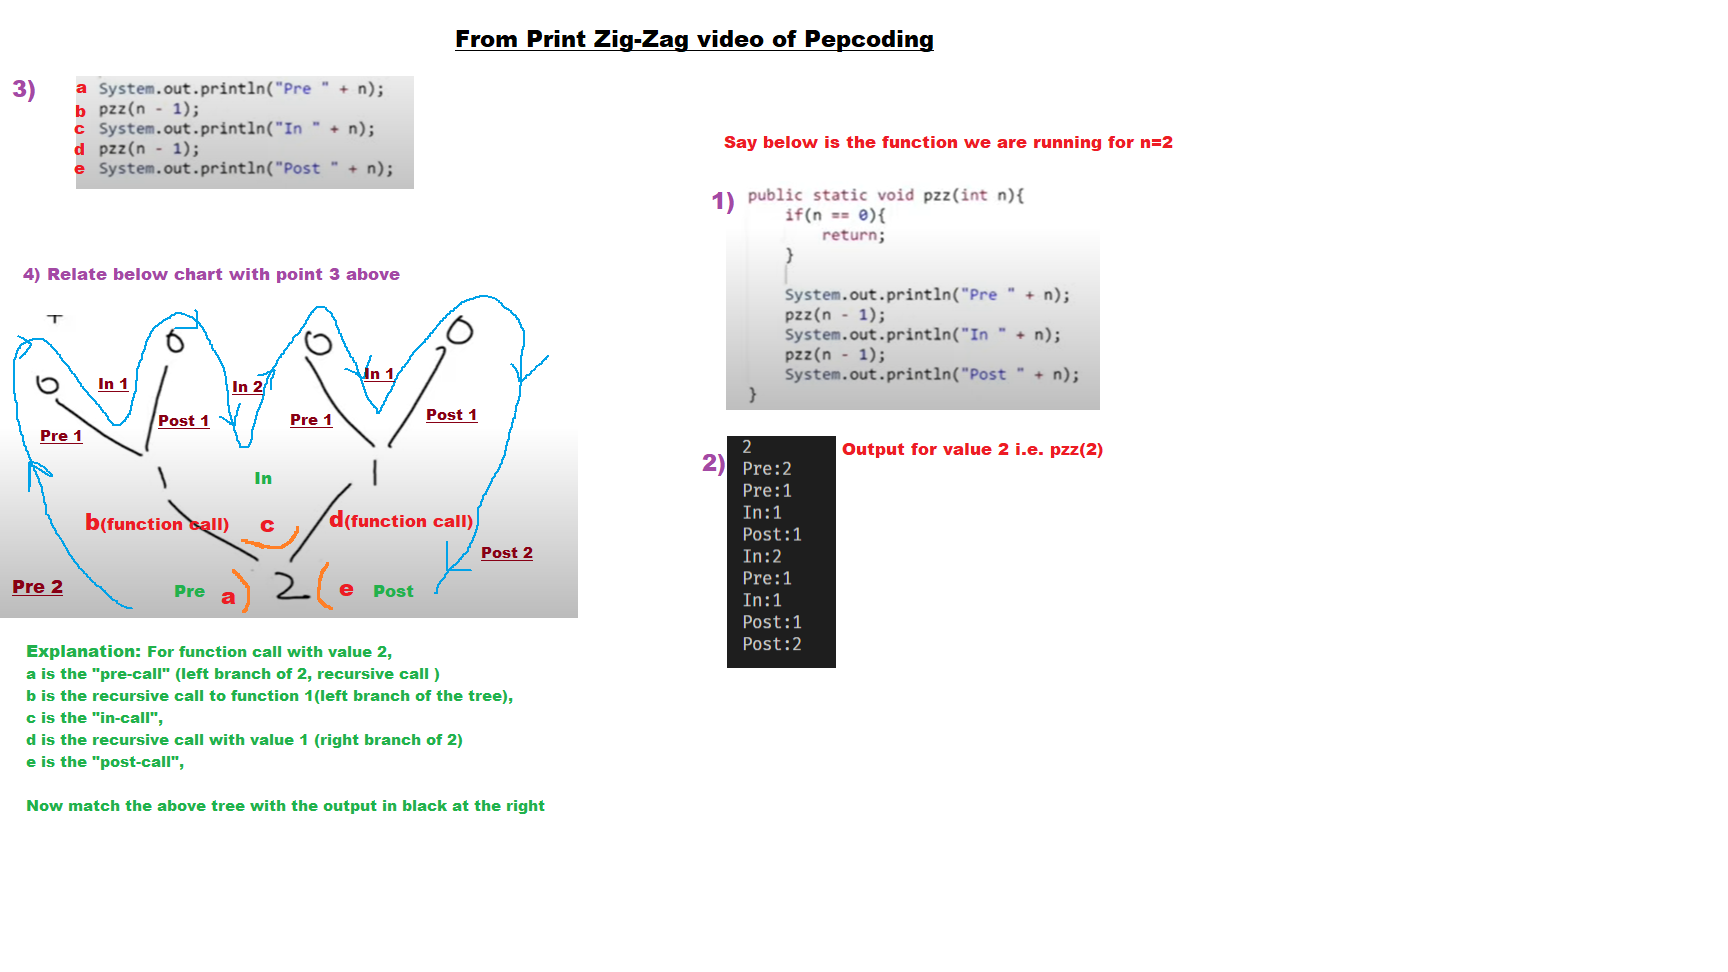 From Print Zig-Zag video of Pepcoding
3)
a System.out.println("Pre " + n);
b pzz(n - 1);
c System.out.println("In " + n);
d pzz(n - 1);
e System.out.println("Post " + n);
4) Relate below chart with point 3 above
0 0 0 0
In 1 In 2 In 1
Pre 1 Post 1 Pre 1 Post 1
1 In 1
b(function call) c d(function call)
Post 2
Pre 2 Pre a) 2 ( e Post
Explanation: For function call with value 2,
a is the "pre-call" (left branch of 2, recursive call )
b is the recursive call to function 1(left branch of the tree),
c is the "in-call",
d is the recursive call with value 1 (right branch of 2)
e is the "post-call",
Now match the above tree with the output in black at the right
Say below is the function we are running for n=2
1)
public static void pzz(int n){
if(n == 0){
return;
}
System.out.println("Pre " + n);
pzz(n - 1);
System.out.println("In " + n);
pzz(n - 1);
System.out.println("Post " + n);
}
2)
2
Pre:2
Pre:1
In:1
Post:1
In:2
Pre:1
In:1
Post:1
Post:2
Output for value 2 i.e. pzz(2)